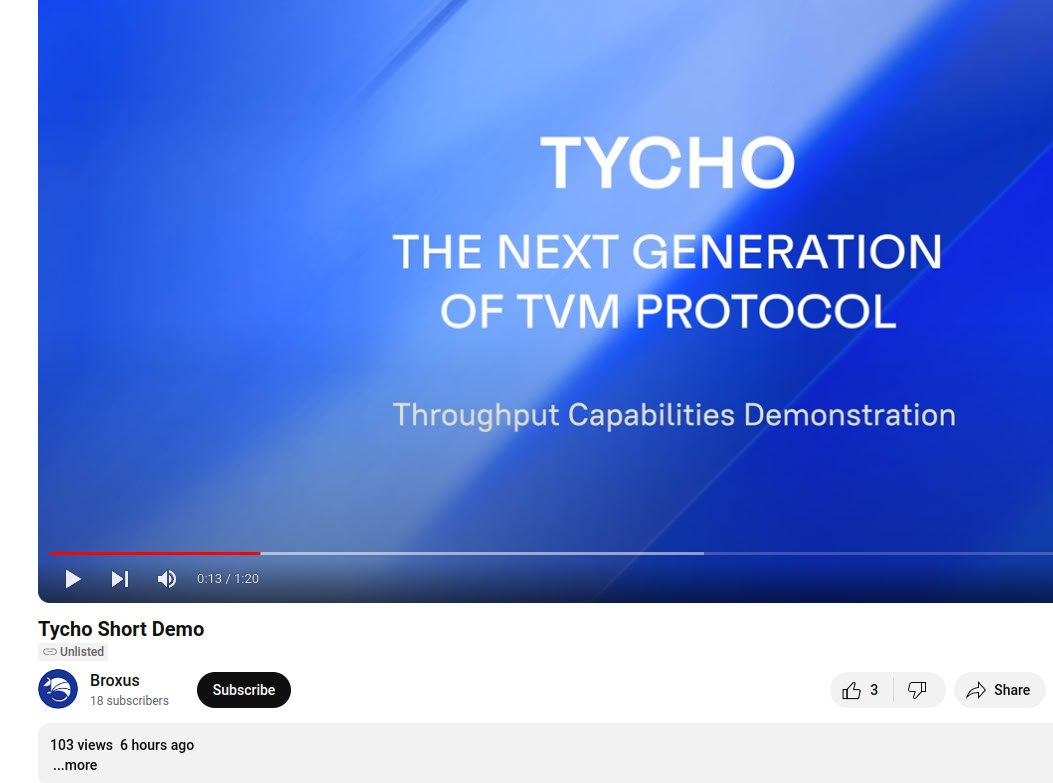 TYCHO
THE NEXT GENERATION
OF TVM PROTOCOL
Throughput Capabilities Demonstration
0:13 / 1:20
Tycho Short Demo
Unlisted
Broxus
18 subscribers
Subscribe
3
Share
103 views 6 hours ago
...more